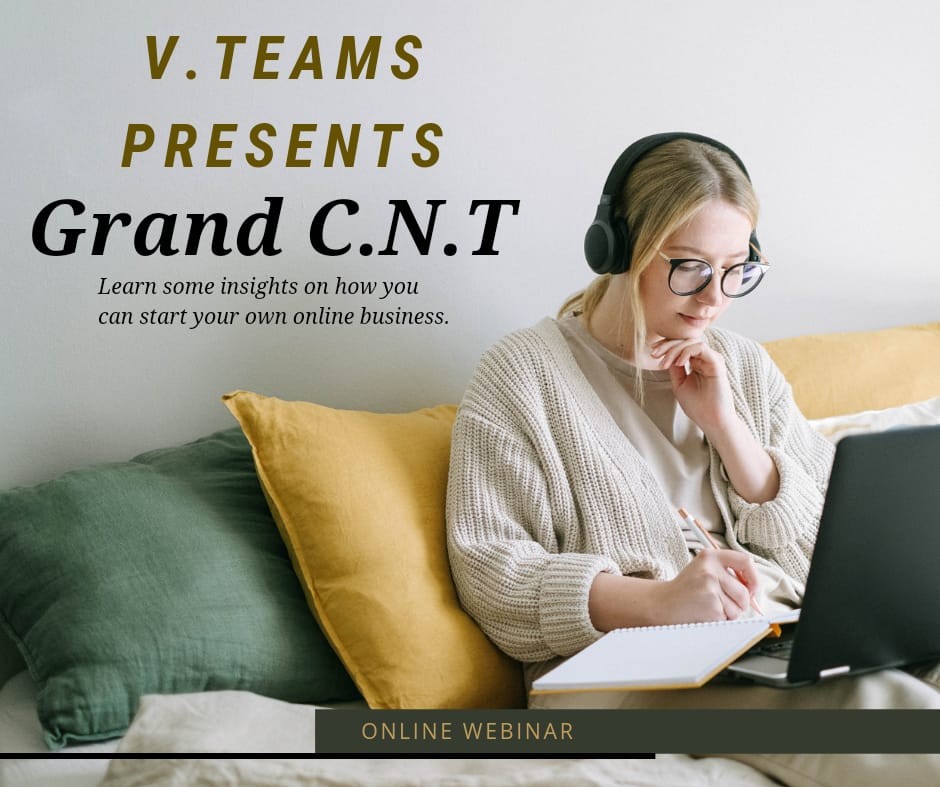 V.TEAMS
PRESENTS
Grand C.N.T
Learn some insights on how you
can start your own online business.
ONLINE WEBINAR